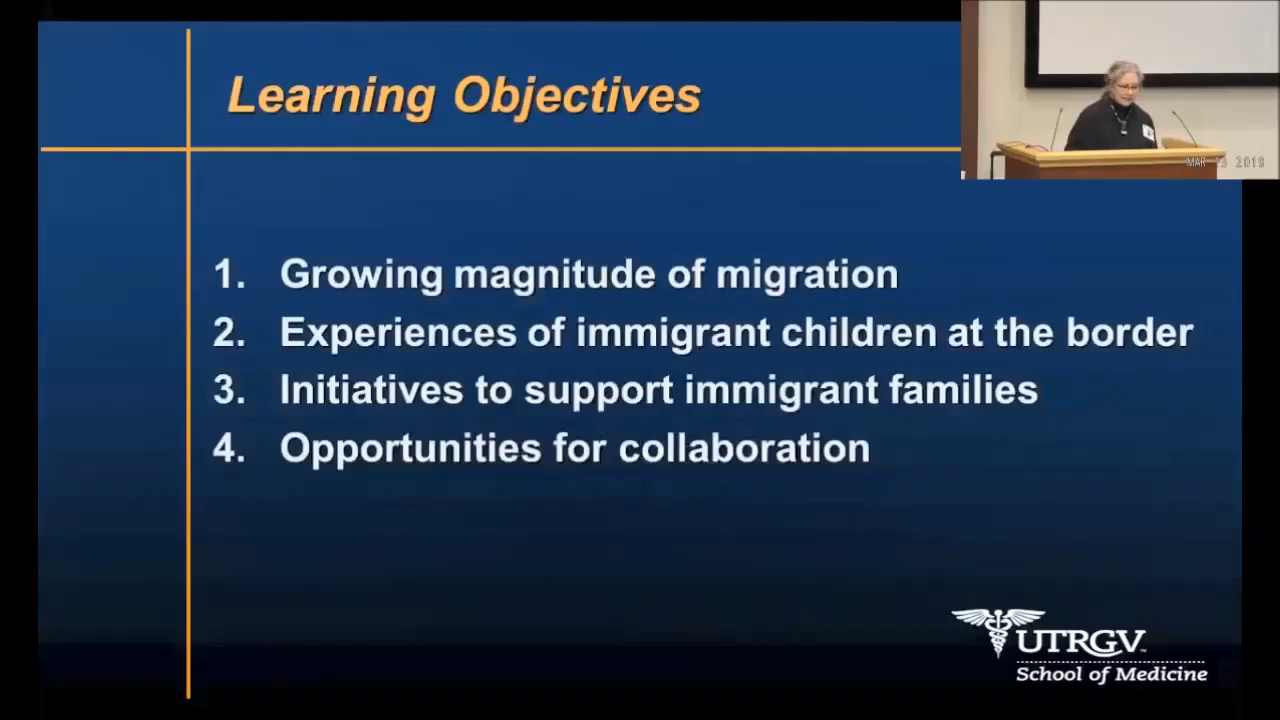 Learning Objectives
MAR 13 2019
1. Growing magnitude of migration
2. Experiences of immigrant children at the border
3. Initiatives to support immigrant families
4. Opportunities for collaboration
UTRGV
School of Medicine